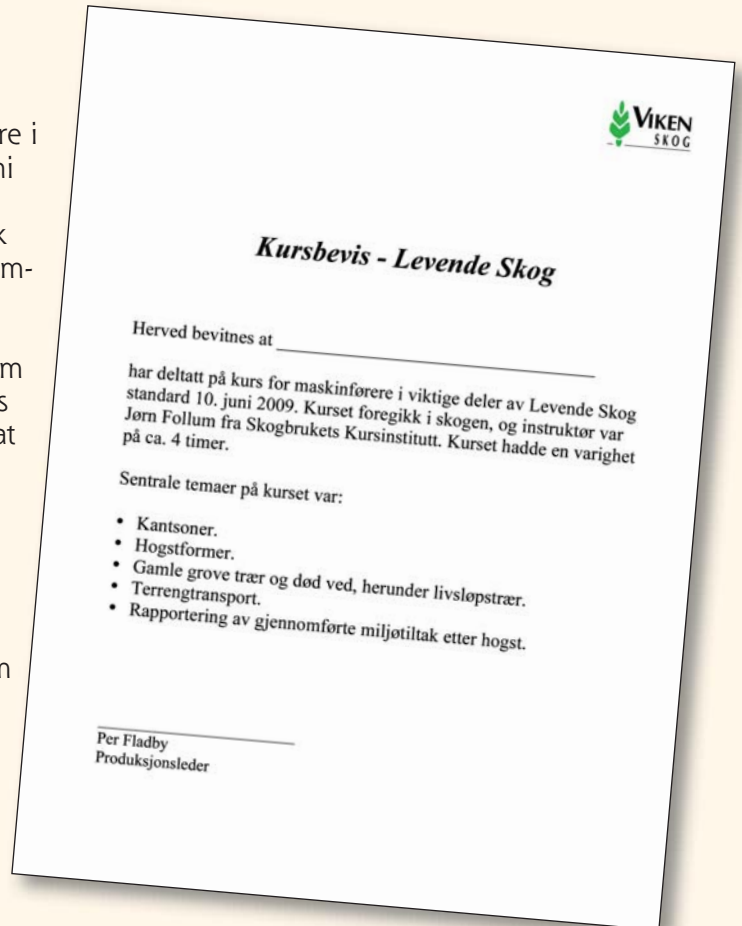 re i
ni
k
m-
m
s
at
n
VIKEN
SKOG
Kursbevis - Levende Skog
Herved bevitnes at
har deltatt på kurs for maskinførere i viktige deler av Levende Skog
standard 10. juni 2009. Kurset foregikk i skogen, og instruktør var
Jørn Follum fra Skogbrukets Kursinstitutt. Kurset hadde en varighet
på ca. 4 timer.
Sentrale temaer på kurset var:
• Kantsoner.
• Hogstformer.
• Gamle grove trær og død ved, herunder livsløpstrær.
• Terrengtransport.
• Rapportering av gjennomførte miljøtiltak etter hogst.
Per Fladby
Produksjonsleder